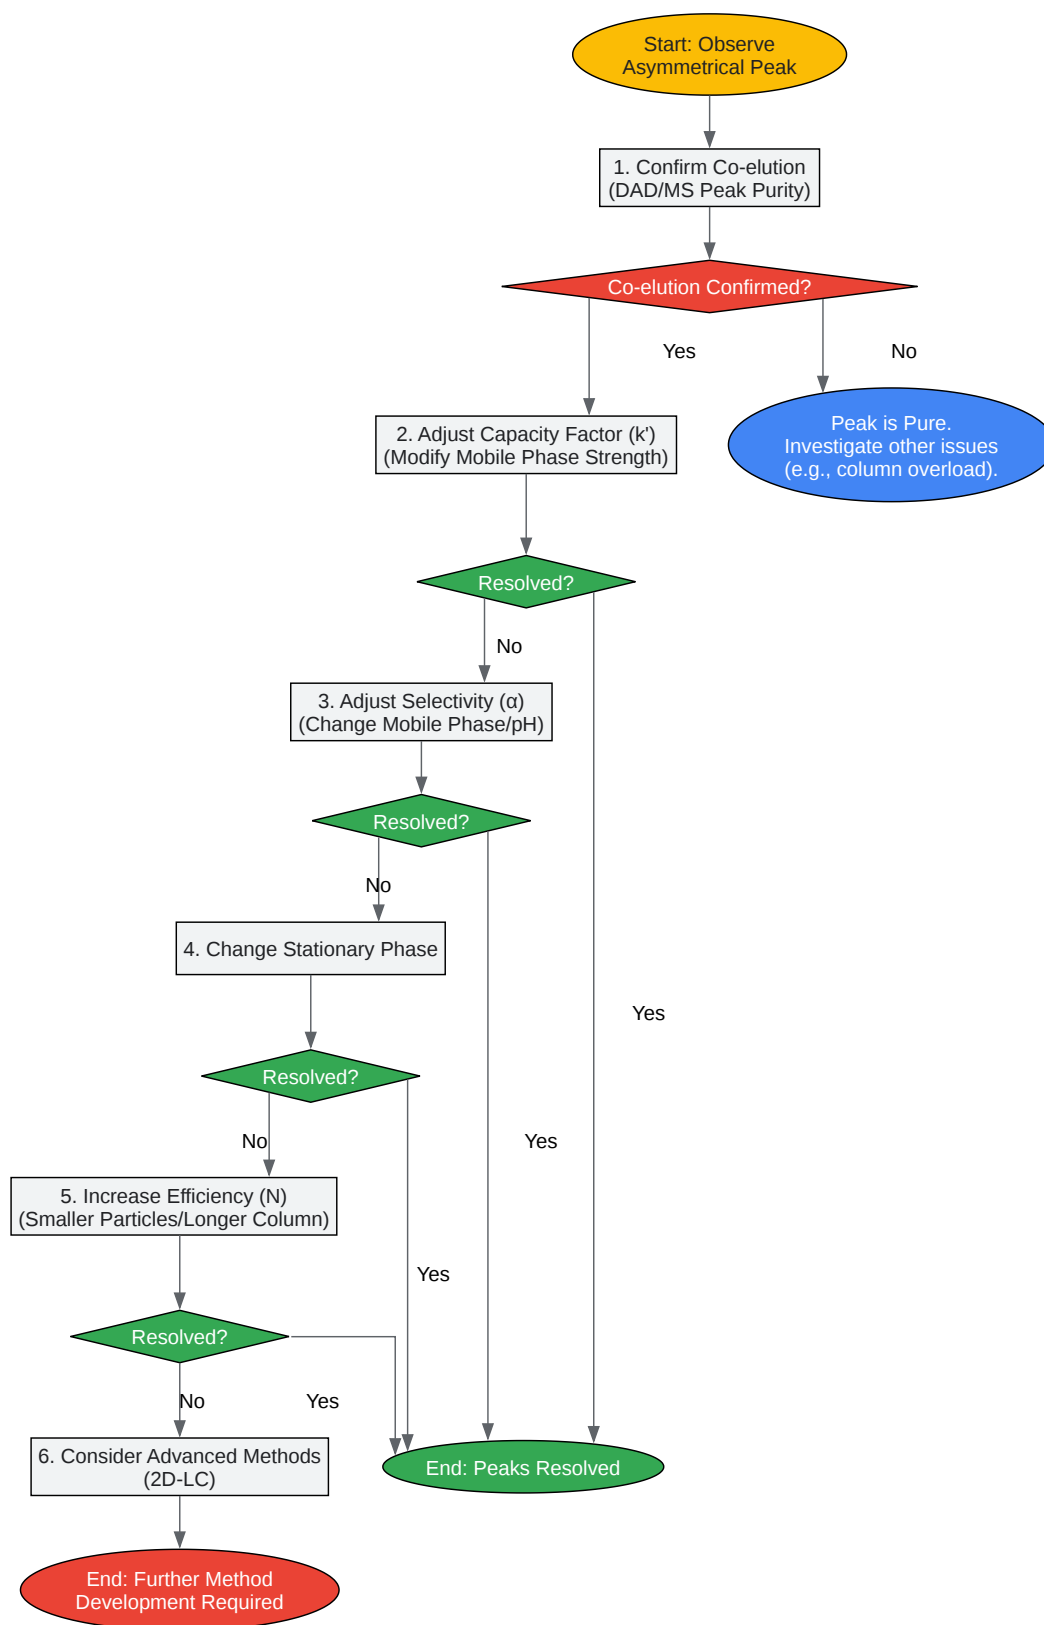 Start: Observe
Asymmetrical Peak
1. Confirm Co-elution
(DAD/MS Peak Purity)
Co-elution Confirmed?
Yes
No
2. Adjust Capacity Factor (k')
(Modify Mobile Phase Strength)
Peak is Pure.
Investigate other issues
(e.g., column overload).
Resolved?
No
3. Adjust Selectivity (α)
(Change Mobile Phase/pH)
Resolved?
No
4. Change Stationary Phase
Yes
Resolved?
No
Yes
5. Increase Efficiency (N)
(Smaller Particles/Longer Column)
Yes
Resolved?
No
Yes
6. Consider Advanced Methods
(2D-LC)
End: Peaks Resolved
End: Further Method
Development Required